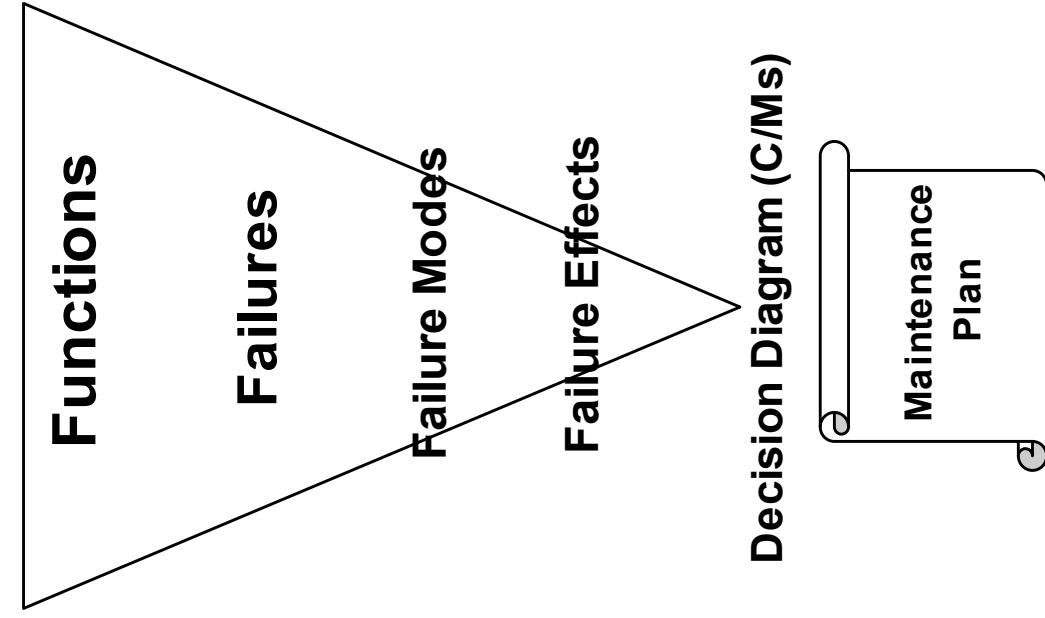 Functions
Failures
Failure Modes
Failure Effects
Decision Diagram (C/Ms)
Maintenance
Plan